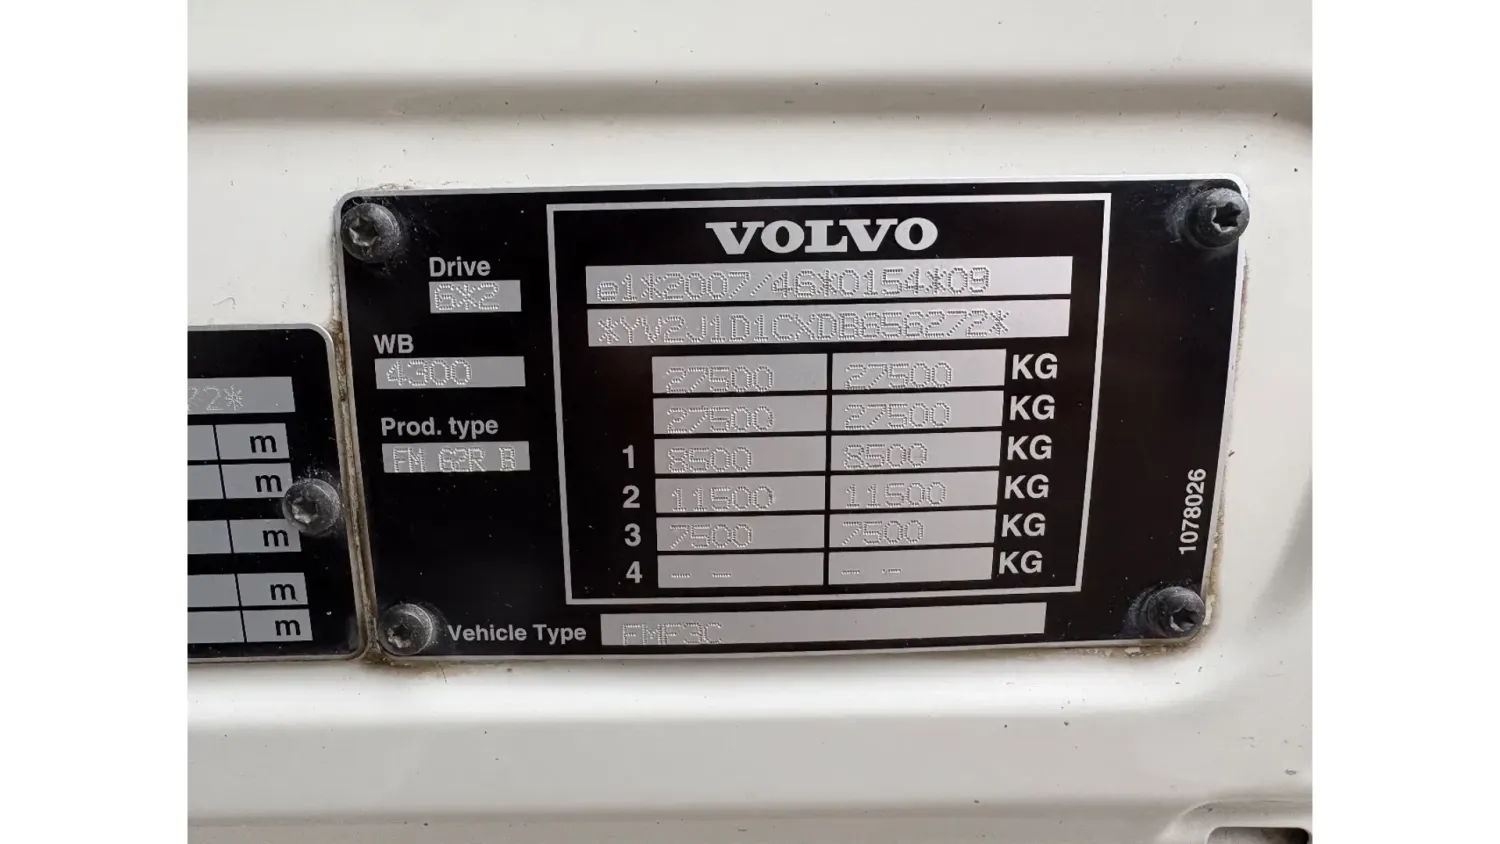 VOLVO
Drive
6X2
e1*2007/46*0154*09
*YV2J1D1CXDB656272*
WB
4300
27500 27500 KG
27500 27500 KG
Prod. type
FM 62R B
1 8500 8500 KG
2 11500 11500 KG
3 7500 7500 KG
4 -- -- KG
Vehicle Type FMF3C
1078026
72*
m
m
m
m
m